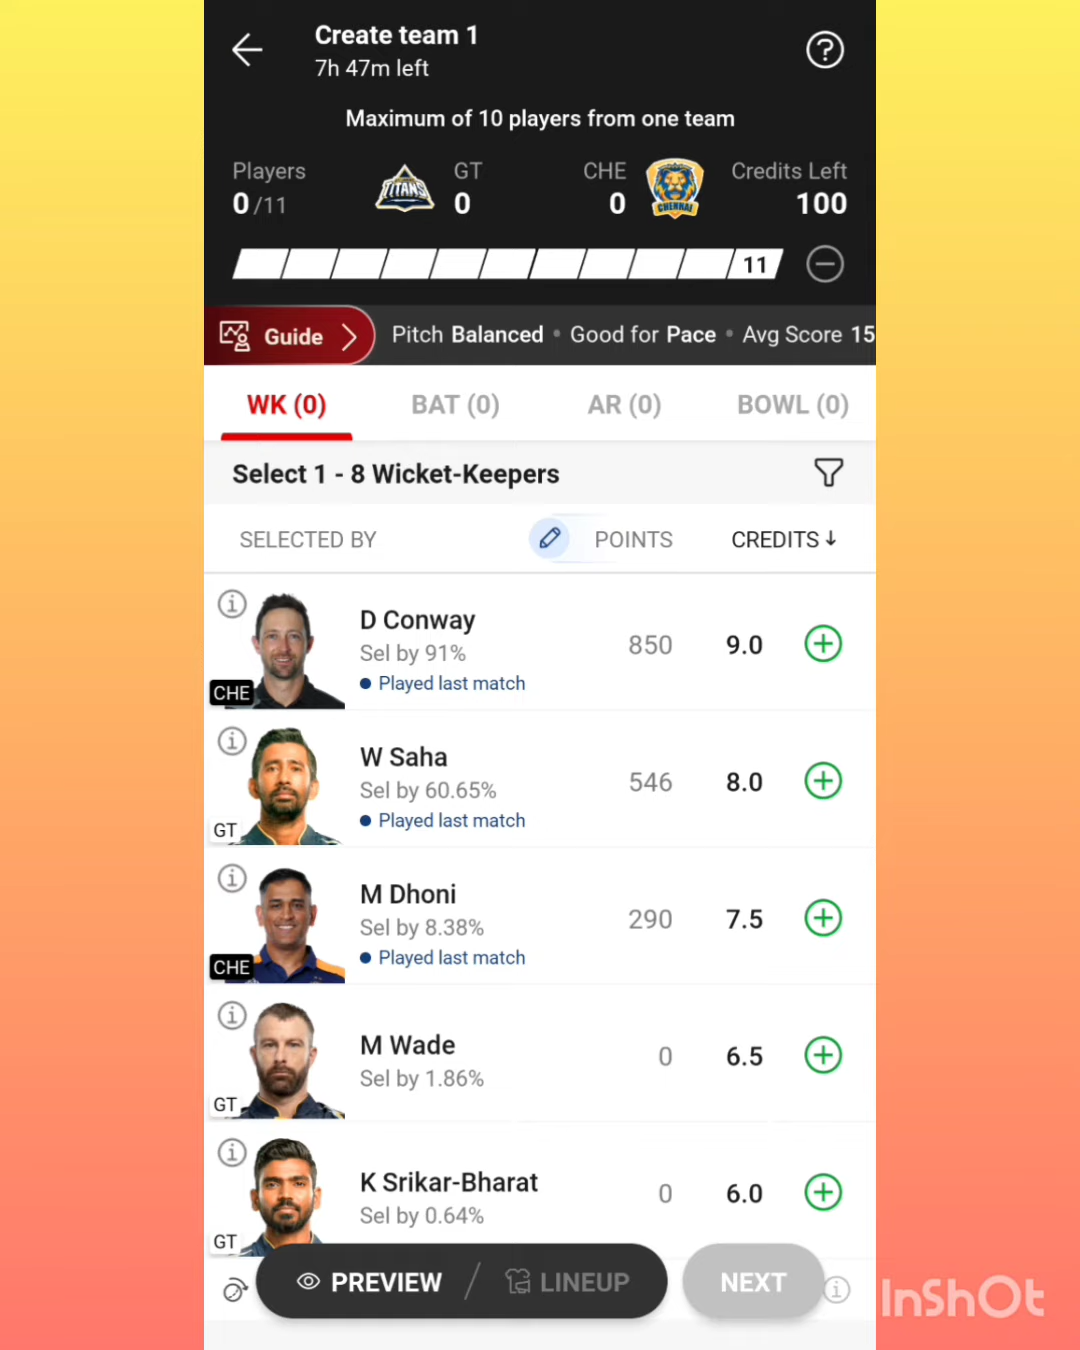 Create team 1
7h 47m left
Maximum of 10 players from one team
Players GT CHE Credits Left
0/11 0 0 100
TITANS
CHENNAI
11
Guide Pitch Balanced • Good for Pace • Avg Score 15
WK (0) BAT (0) AR (0) BOWL (0)
Select 1 - 8 Wicket-Keepers
SELECTED BY POINTS CREDITS↓
D Conway
Sel by 91%
850 9.0
Played last match
CHE
W Saha
Sel by 60.65%
546 8.0
Played last match
GT
M Dhoni
Sel by 8.38%
290 7.5
Played last match
CHE
M Wade
Sel by 1.86%
0 6.5
GT
K Srikar-Bharat
Sel by 0.64%
0 6.0
GT
PREVIEW / LINEUP NEXT
InShOt